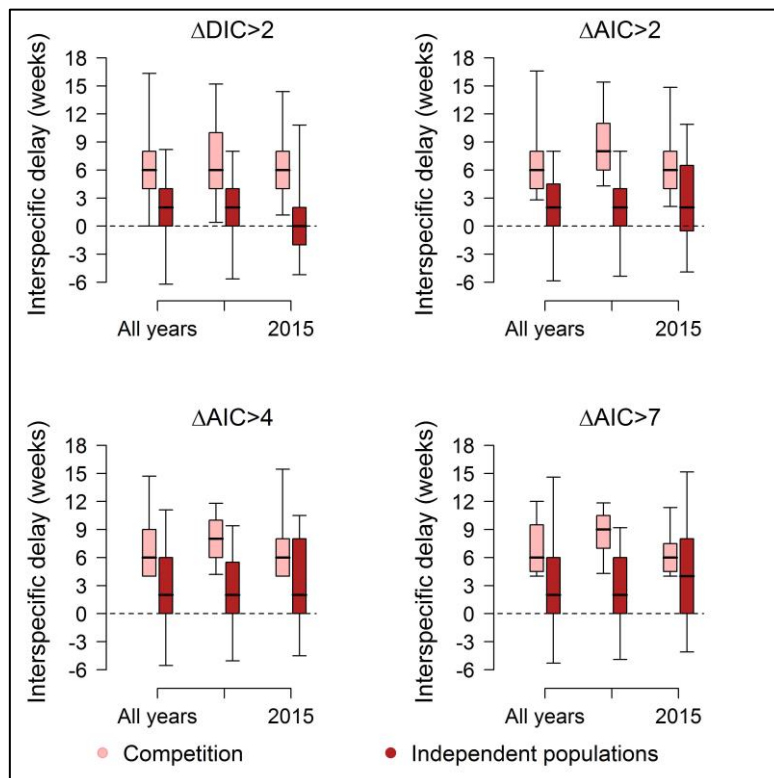 ΔDIC>2
Interspecific delay (weeks)
18
15
12
9
6
3
0
-3
-6
All years
2015
ΔAIC>2
Interspecific delay (weeks)
18
15
12
9
6
3
0
-3
-6
All years
2015
ΔAIC>4
Interspecific delay (weeks)
18
15
12
9
6
3
0
-3
-6
All years
2015
ΔAIC>7
Interspecific delay (weeks)
18
15
12
9
6
3
0
-3
-6
All years
2015
Competition
Independent populations